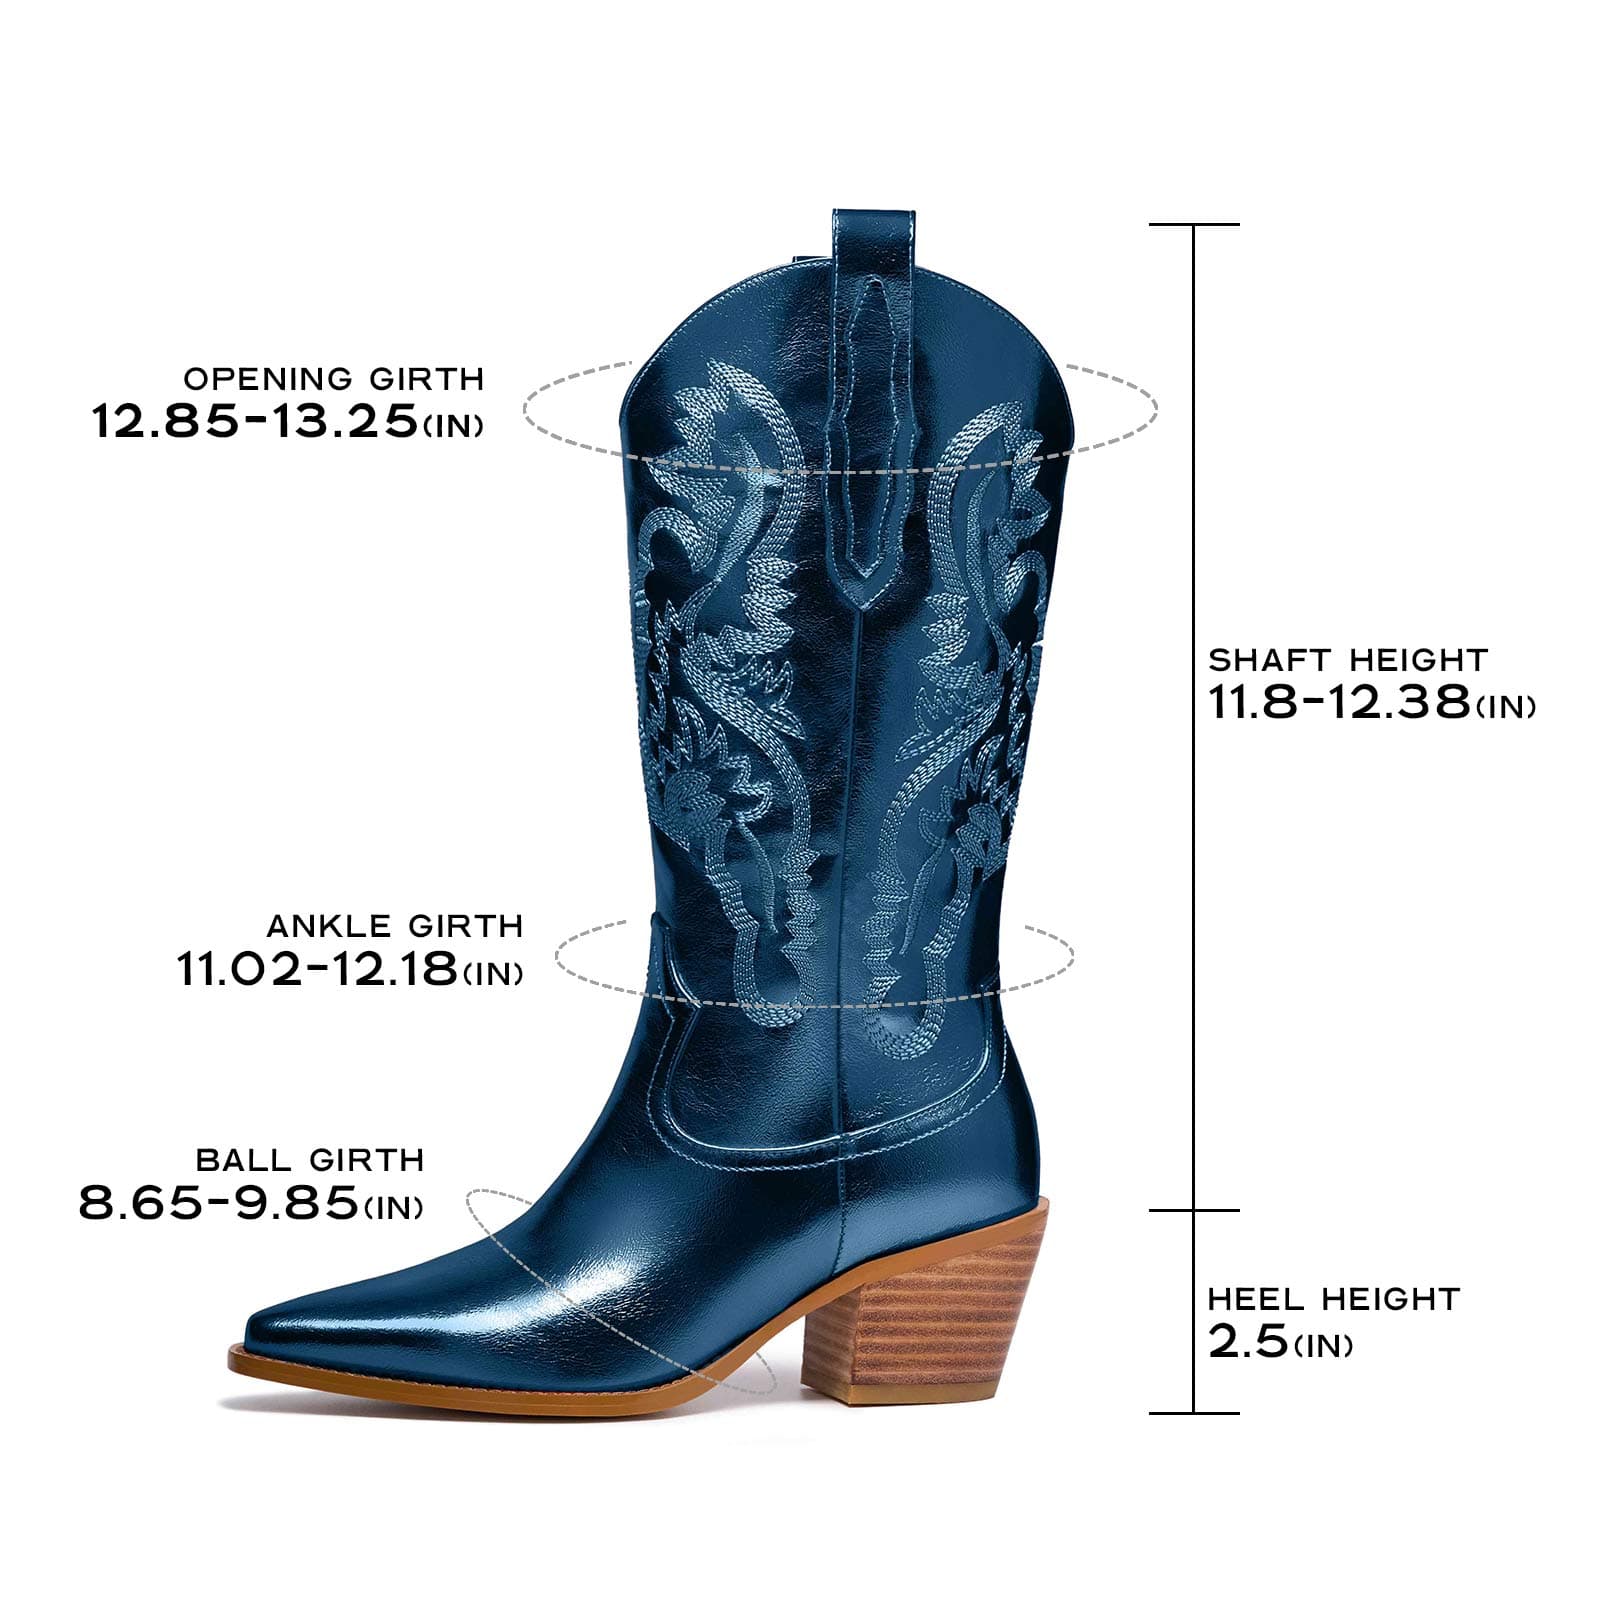 OPENING GIRTH
12.85-13.25(IN)
SHAFT HEIGHT
11.8-12.38(IN)
ANKLE GIRTH
11.02-12.18(IN)
BALL GIRTH
8.65-9.85(IN)
HEEL HEIGHT
2.5(IN)